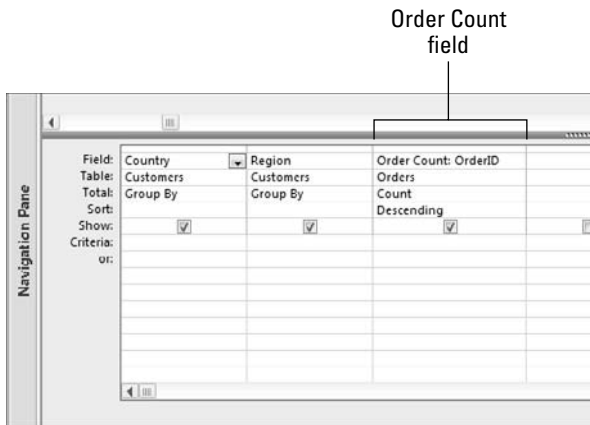 Order Count
field
Navigation Pane
Field: Country Region Order Count: OrderID
Table: Customers Customers Orders
Total: Group By Group By Count
Sort: Descending
Show:
Criteria:
or: